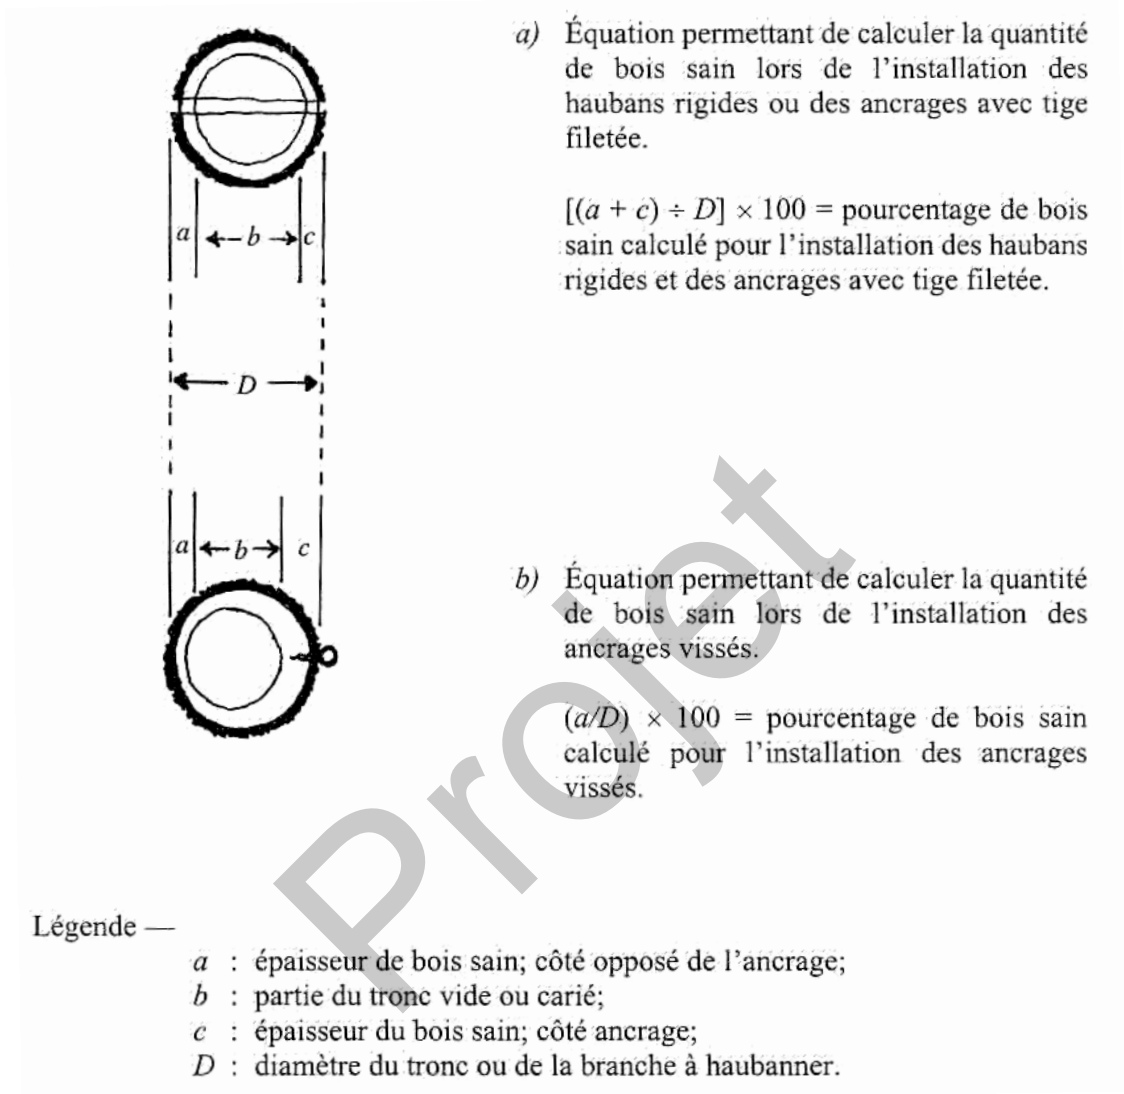 a) Équation permettant de calculer la quantité
de bois sain lors de l'installation des
haubans rigides ou des ancrages avec tige
filetée.
[(a + c) ÷ D] × 100 = pourcentage de bois
sain calculé pour l'installation des haubans
rigides et des ancrages avec tige filetée.
a b c
D
a b c
b) Équation permettant de calculer la quantité
de bois sain lors de l'installation des
ancrages vissés.
(a/D) × 100 = pourcentage de bois sain
calculé pour l'installation des ancrages
vissés.
Projet
Légende —
a : épaisseur de bois sain; côté opposé de l'ancrage;
b : partie du tronc vide ou carié;
c : épaisseur du bois sain; côté ancrage;
D : diamètre du tronc ou de la branche à haubanner.